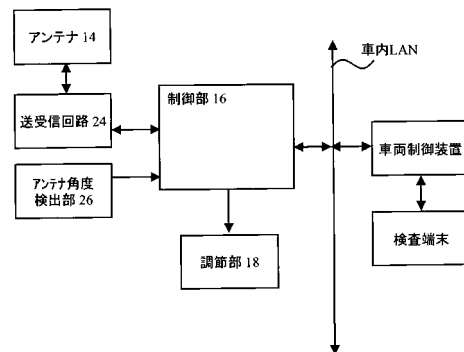 アンテナ 14
車内LAN
制御部 16
送受信回路 24
車両制御装置
アンテナ角度
検出部 26
検査端末
調節部 18